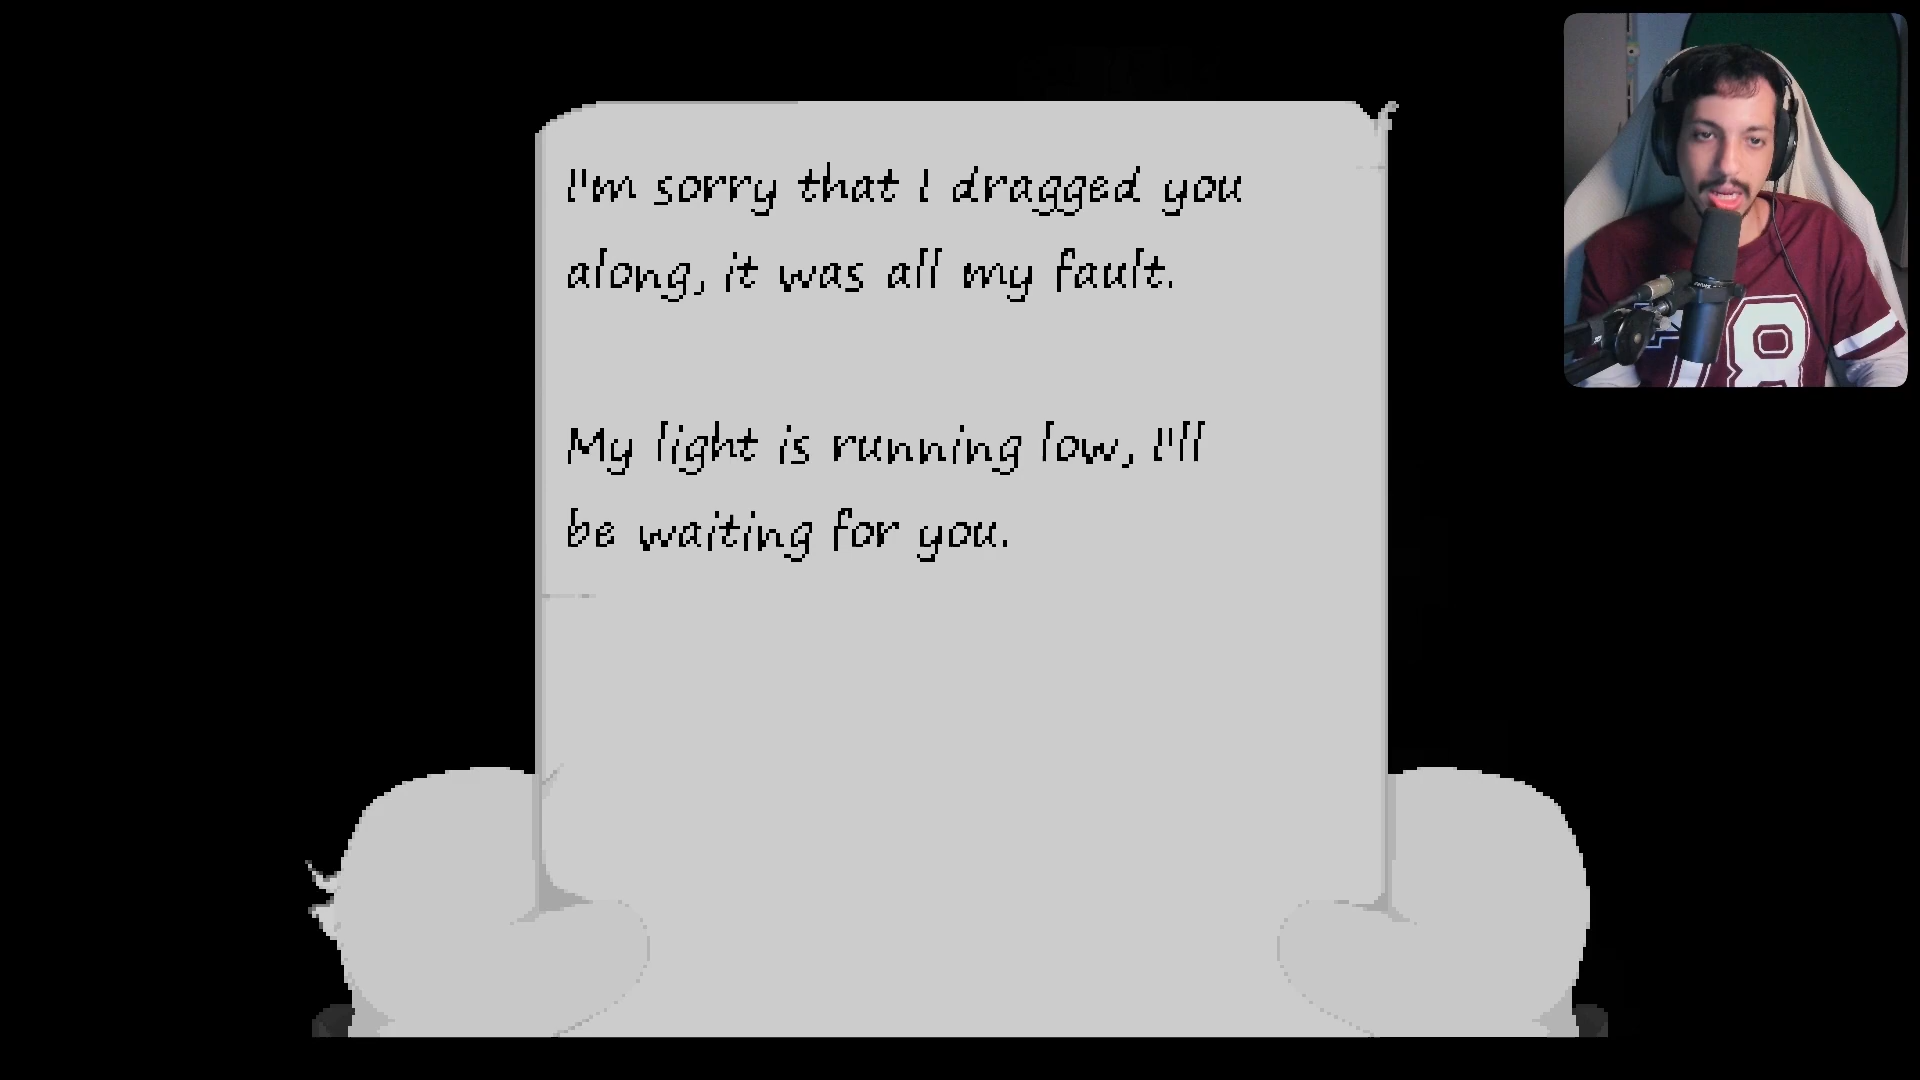 I'm sorry that I dragged you
along, it was all my fault.
My light is running low, I'll
be waiting for you.